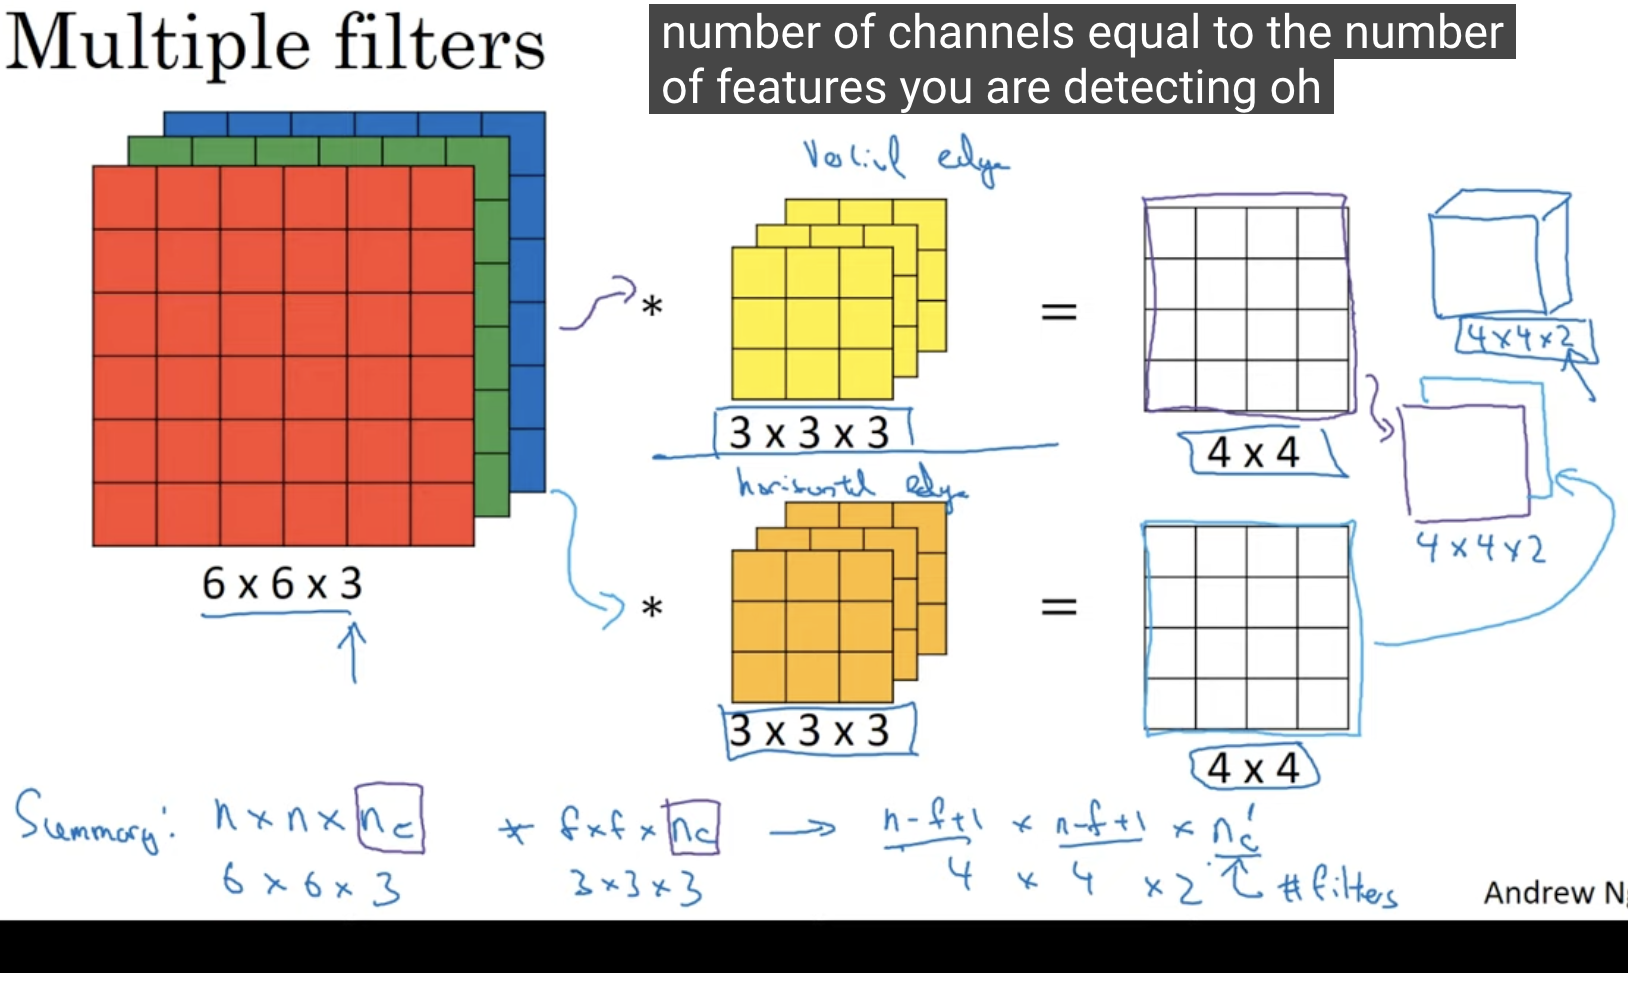 Multiple filters
number of channels equal to the number
of features you are detecting oh
Vertical edge
*
=
3 x 3 x 3
4 x 4
4x4x2
6 x 6 x 3
horizontal edge
*
=
3 x 3 x 3
4 x 4
4x4x2
Summary: n x n x nc * f x f x nc → n-f+1 x n-f+1 x nc' 
6 x 6 x 3 3x3x3 4 x 4 x 2 #filters
Andrew Ng